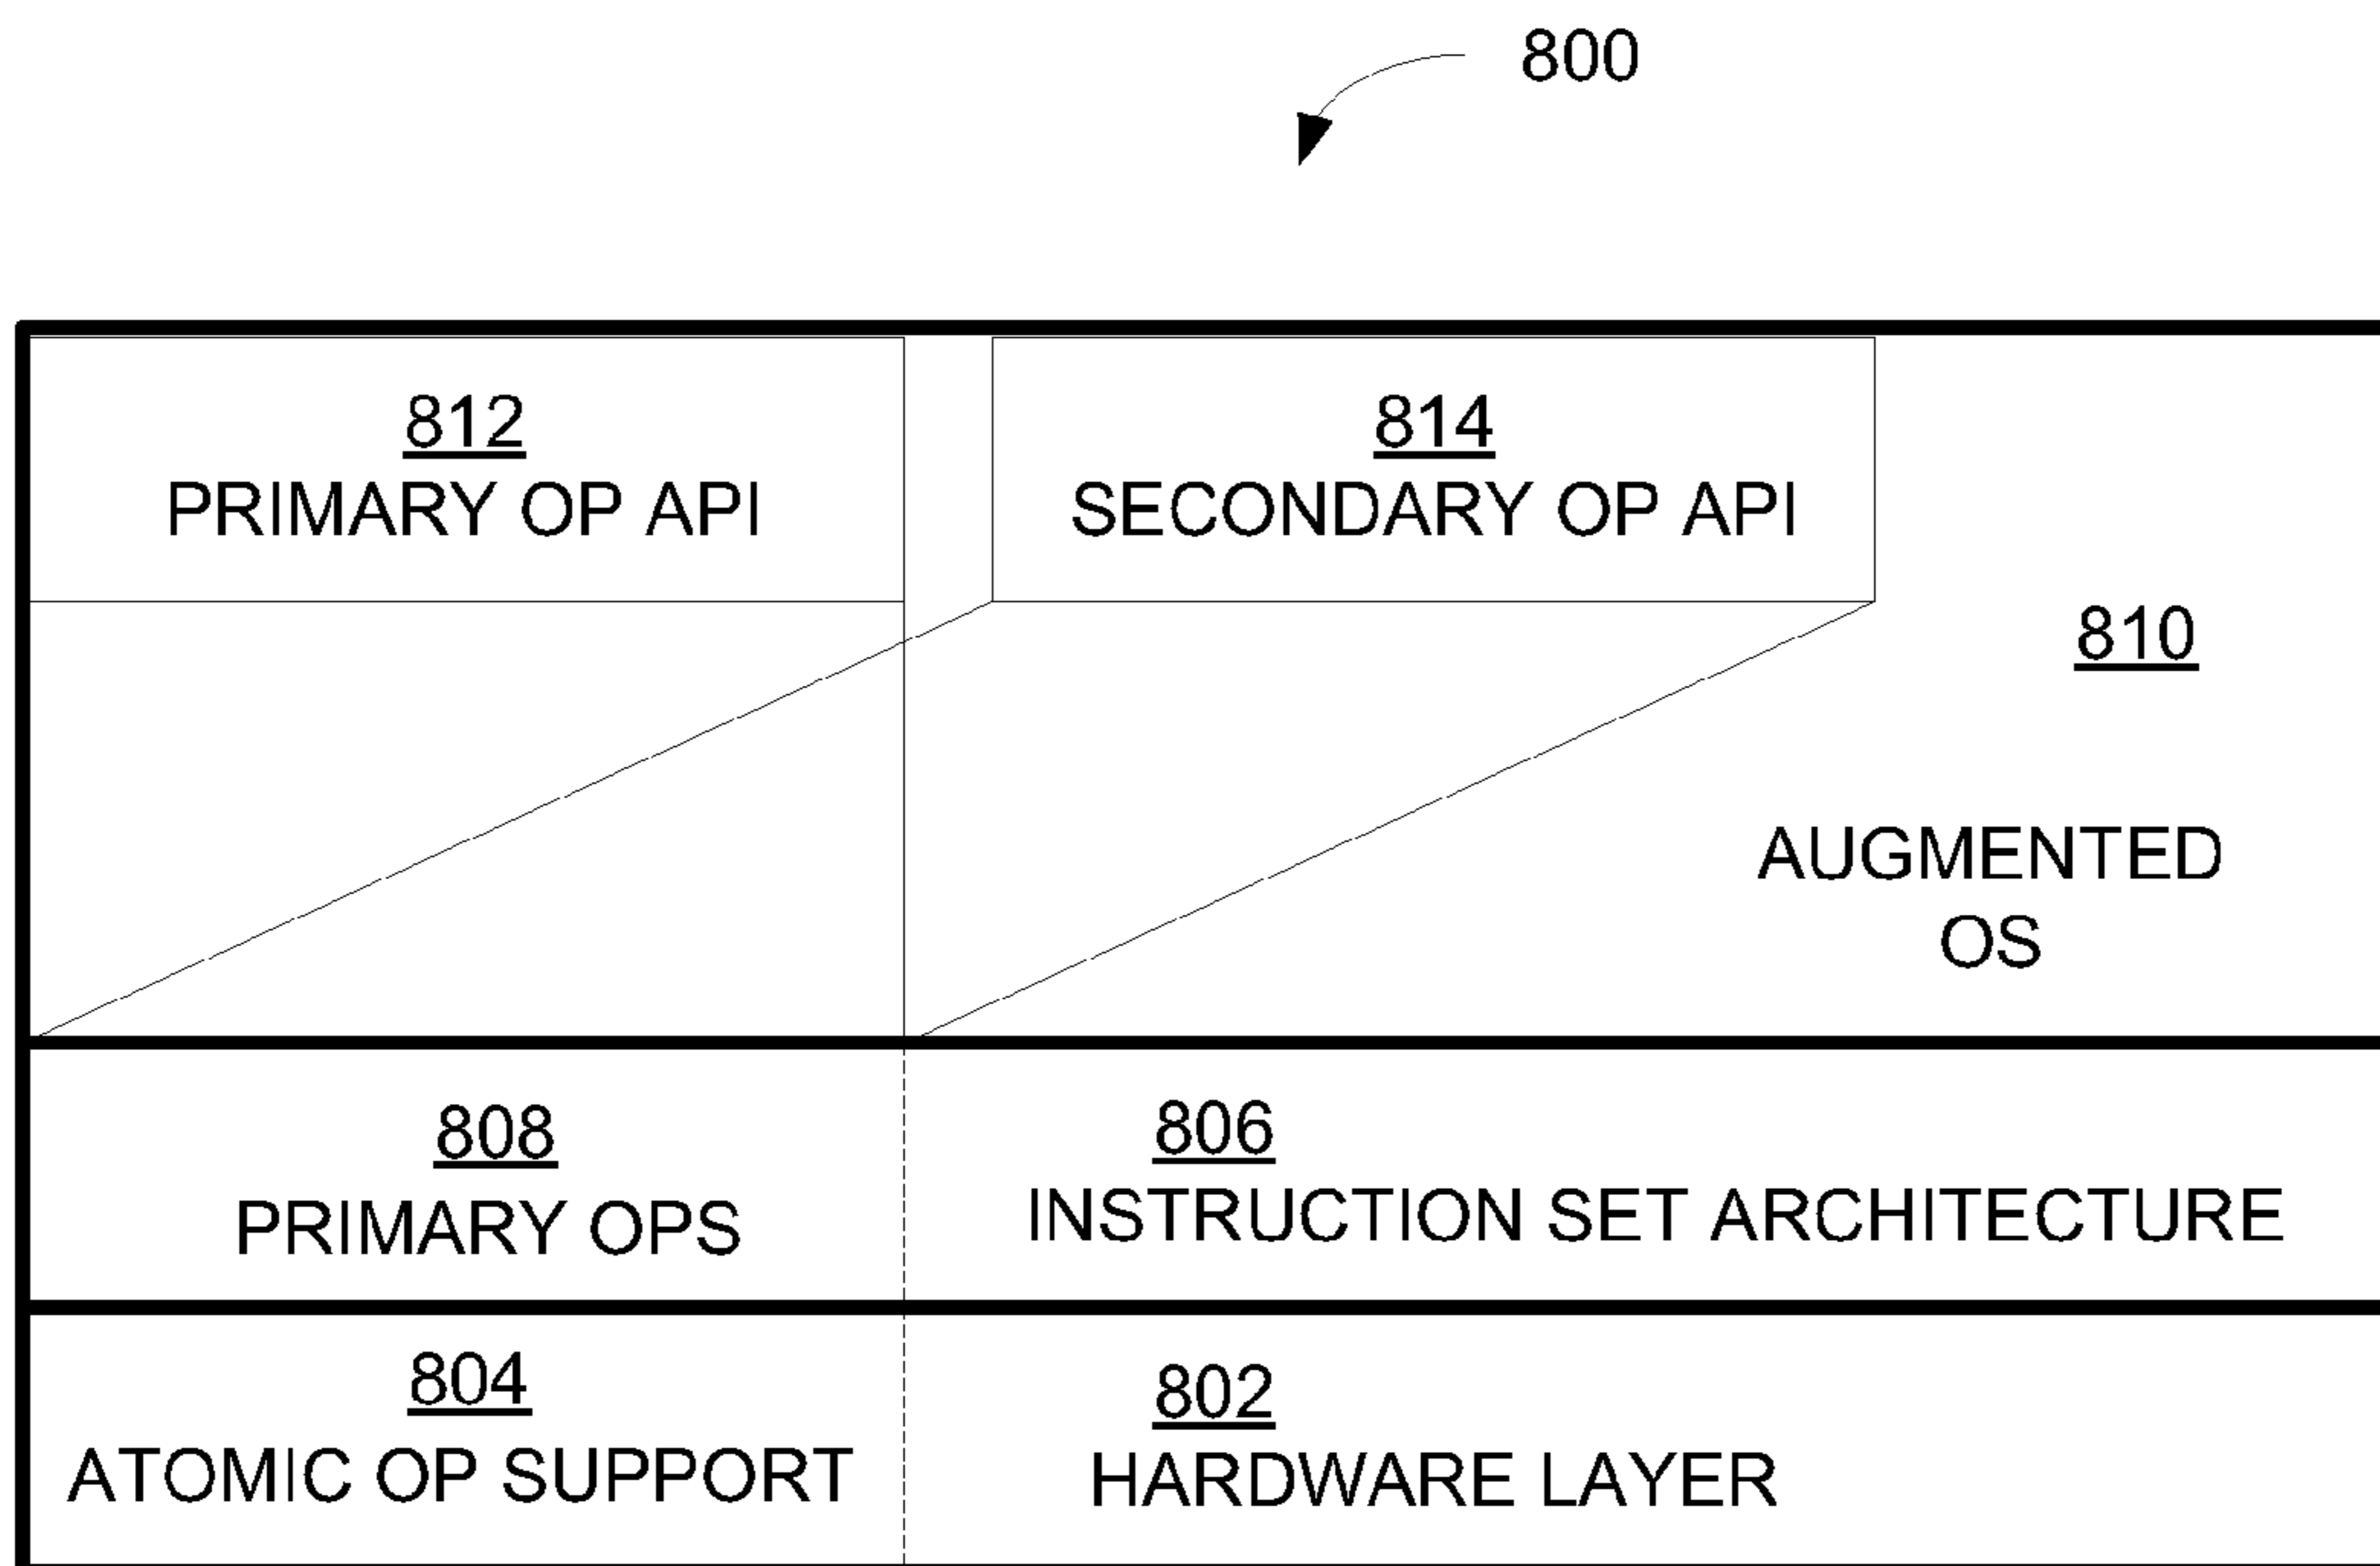 800
812
PRIMARY OP API
814
SECONDARY OP API
810
AUGMENTED
OS
808
PRIMARY OPS
806
INSTRUCTION SET ARCHITECTURE
804
ATOMIC OP SUPPORT
802
HARDWARE LAYER